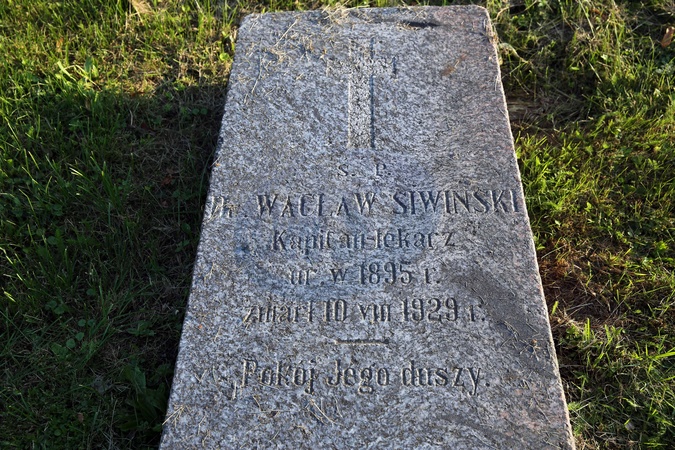 Ś. P.
Dr. WACŁAW SIWIŃSKI
Kapitan-lekarz
ur. w 1895 r.
zmarł 10 VIII 1929 r.
Pokój Jego duszy.